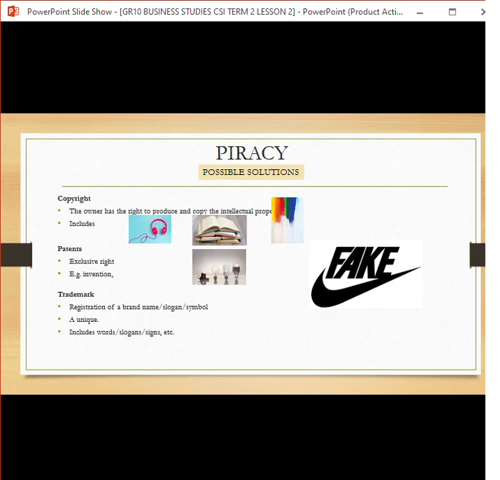 PowerPoint Slide Show - [GR10 BUSINESS STUDIES CSI TERM 2 LESSON 2] - PowerPoint (Product Acti...
PIRACY
POSSIBLE SOLUTIONS
Copyright
• The owner has the right to produce and copy the intellectual prope
• Includes
Patents
• Exclusive right
• E.g. invention,
FAKE
Trademark
• Registration of a brand name/slogan/symbol
• A unique.
• Includes words/slogans/signs, etc.